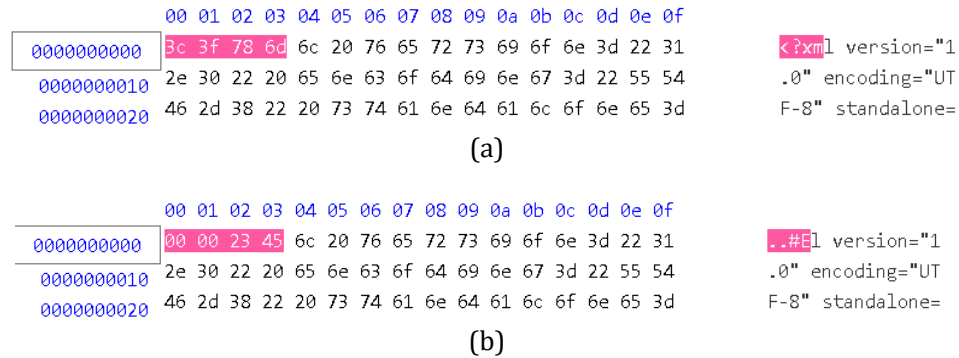 00 01 02 03 04 05 06 07 08 09 0a 0b 0c 0d 0e 0f
0000000000 3c 3f 78 6d 6c 20 76 65 72 73 69 6f 6e 3d 22 31 <?xml version="1
0000000010 2e 30 22 20 65 6e 63 6f 64 69 6e 67 3d 22 55 54 .0" encoding="UT
0000000020 46 2d 38 22 20 73 74 61 6e 64 61 6c 6f 6e 65 3d F-8" standalone=
(a)
00 01 02 03 04 05 06 07 08 09 0a 0b 0c 0d 0e 0f
0000000000 00 00 23 45 6c 20 76 65 72 73 69 6f 6e 3d 22 31 ..#El version="1
0000000010 2e 30 22 20 65 6e 63 6f 64 69 6e 67 3d 22 55 54 .0" encoding="UT
0000000020 46 2d 38 22 20 73 74 61 6e 64 61 6c 6f 6e 65 3d F-8" standalone=
(b)